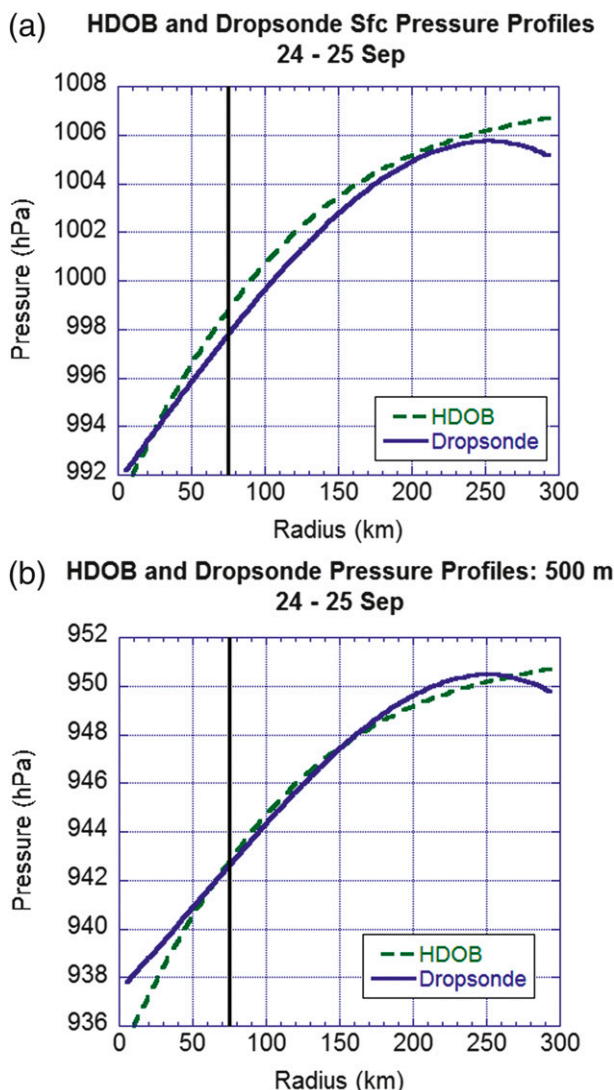 (a) HDOB and Dropsonde Sfc Pressure Profiles
24 - 25 Sep
1008
1006
1004
1002
1000
998
996
994
992
Pressure (hPa)
HDOB
Dropsonde
0 50 100 150 200 250 300
Radius (km)
(b) HDOB and Dropsonde Pressure Profiles: 500 m
24 - 25 Sep
952
950
948
946
944
942
940
938
936
Pressure (hPa)
HDOB
Dropsonde
0 50 100 150 200 250 300
Radius (km)